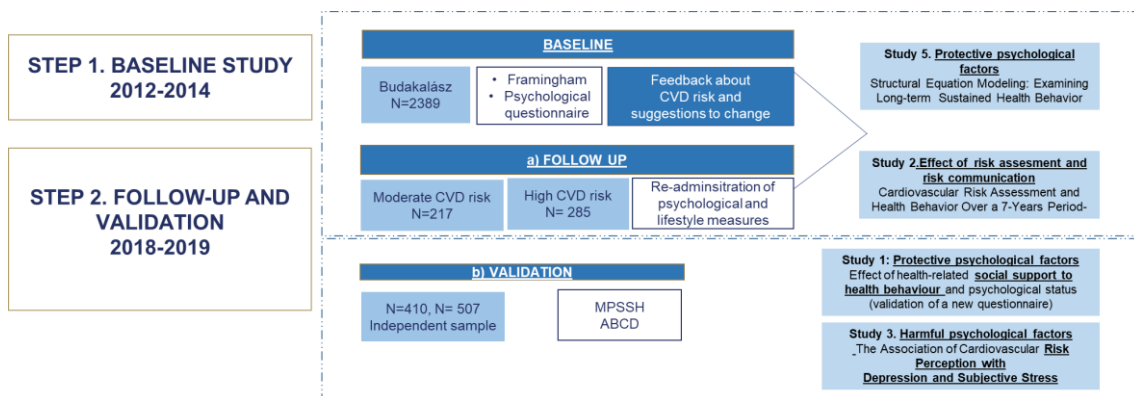 STEP 1. BASELINE STUDY
2012-2014
STEP 2. FOLLOW-UP AND
VALIDATION
2018-2019
BASELINE
Budakalász
N=2389
• Framingham
• Psychological
questionnaire
Feedback about
CVD risk and
suggestions to change
a) FOLLOW UP
Moderate CVD risk
N=217
High CVD risk
N= 285
Re-adminsitration of
psychological and
lifestyle measures
b) VALIDATION
N=410, N= 507
Independent sample
MPSSH
ABCD
Study 5. Protective psychological
factors
Structural Equation Modeling: Examining
Long-term Sustained Health Behavior
Study 2.Effect of risk assesment and
risk communication
Cardiovascular Risk Assessment and
Health Behavior Over a 7-Years Period-
Study 1: Protective psychological factors
Effect of health-related social support to
health behaviour and psychological status
(validation of a new questionnaire)
Study 3. Harmful psychological factors
The Association of Cardiovascular Risk
Perception with
Depression and Subjective Stress